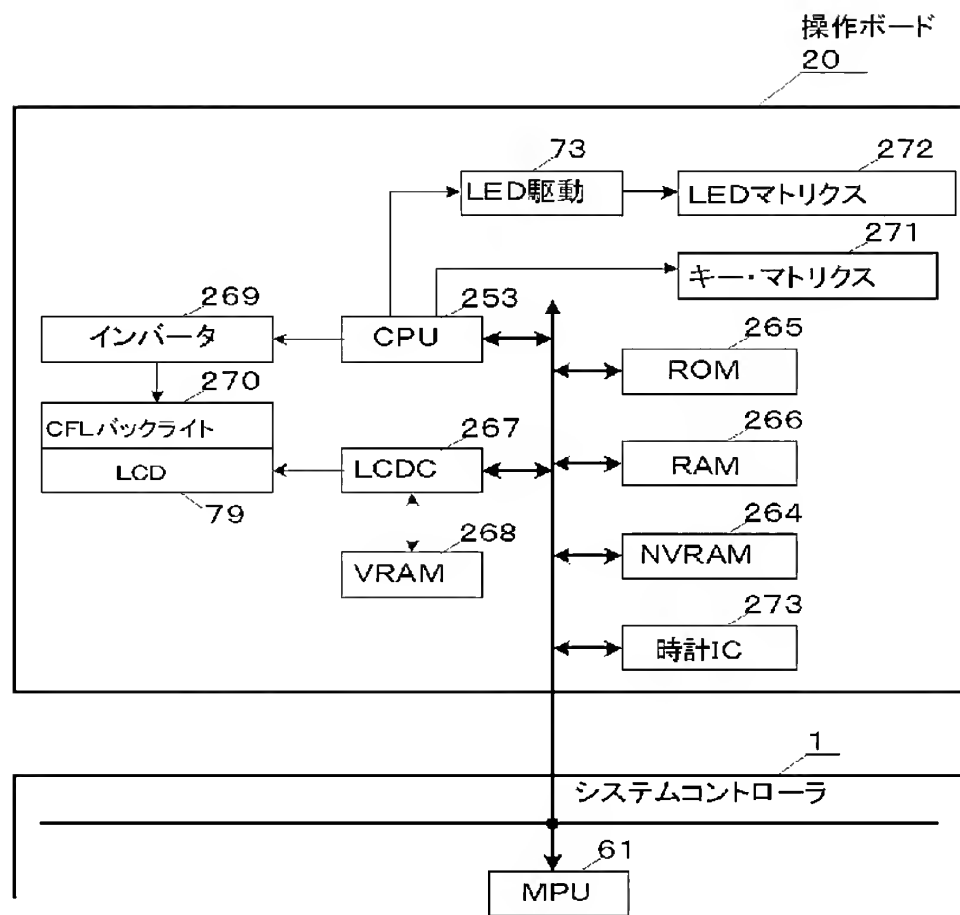 操作ボード
20
73
LED駆動
272
LEDマトリクス
271
キー・マトリクス
269
インバータ
253
CPU
265
ROM
270
CFLバックライト
LCD
79
267
LCDC
266
RAM
268
VRAM
264
NVRAM
273
時計IC
1
システムコントローラ
61
MPU